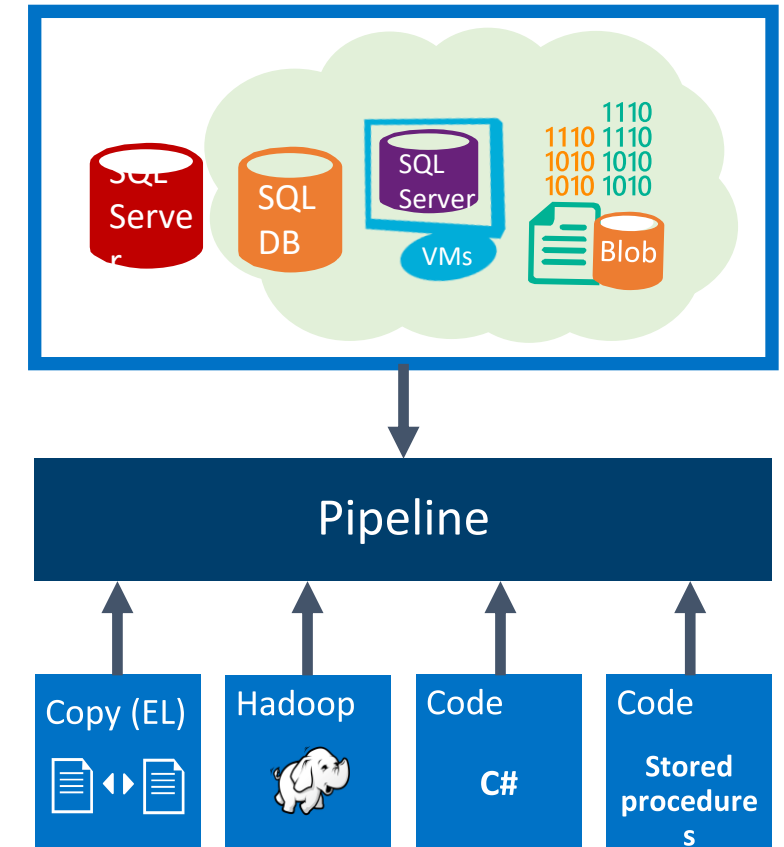 SQL
Serve
r
SQL
DB
SQL
Server
VMs
1110
1110 1110
1010 1010
1010 1010
Blob
Pipeline
Copy (EL)
Hadoop
Code
C#
Code
Stored
procedure
s